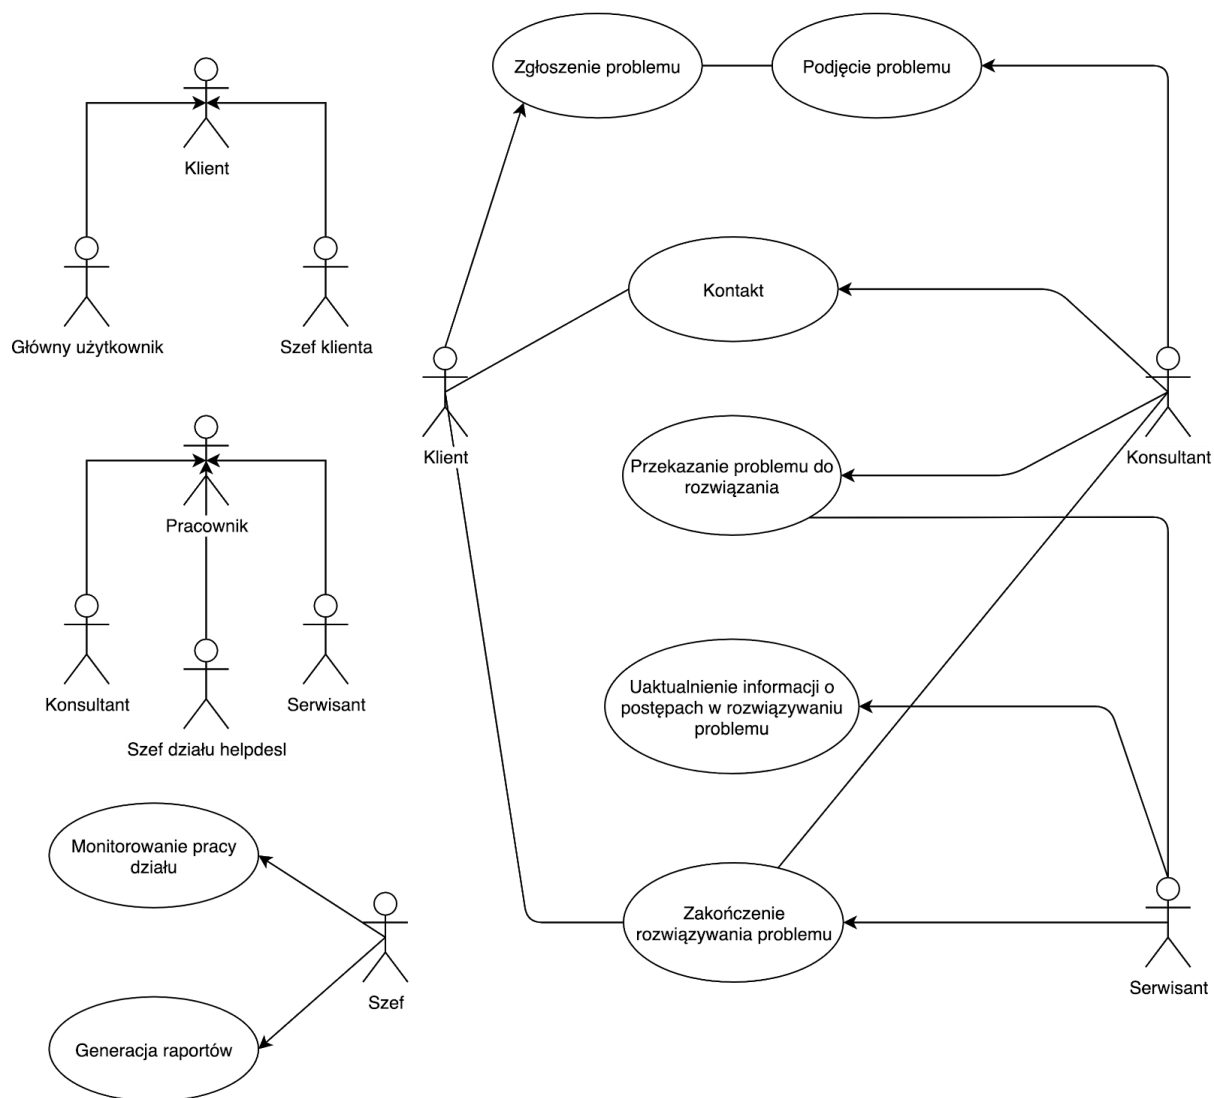 Klient
Główny użytkownik
Szef klienta
Pracownik
Konsultant
Serwisant
Szef działu helpdesl
Monitorowanie pracy
działu
Szef
Generacja raportów
Zgłoszenie problemu
Podjęcie problemu
Kontakt
Klient
Konsultant
Przekazanie problemu do
rozwiązania
Uaktualnienie informacji o
postępach w rozwiązywaniu
problemu
Zakończenie
rozwiązywania problemu
Serwisant